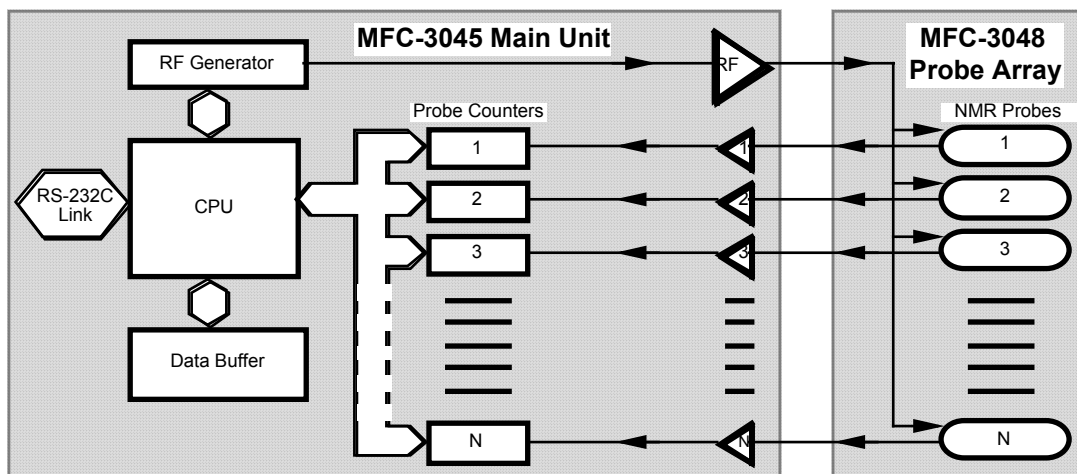 MFC-3045 Main Unit
MFC-3048
Probe Array
RF Generator
RF
Probe Counters
NMR Probes
1
1
1
RS-232C
Link
CPU
2
2
2
3
3
3
Data Buffer
N
N
N